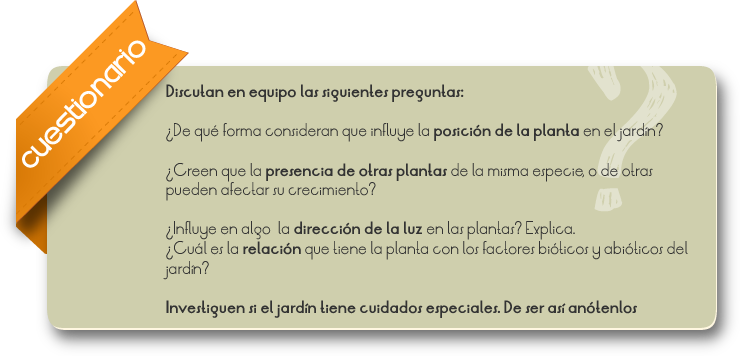 cuestionario
Discutan en equipo las siguientes preguntas:
¿De qué forma consideran que influye la posición de la planta en el jardín?
¿Creen que la presencia de otras plantas de la misma especie, o de otras
pueden afectar su crecimiento?
¿Influye en algo la dirección de la luz en las plantas? Explica.
¿Cuál es la relación que tiene la planta con los factores bióticos y abióticos del
jardín?
Investiguen si el jardín tiene cuidados especiales. De ser así anótenlos
?